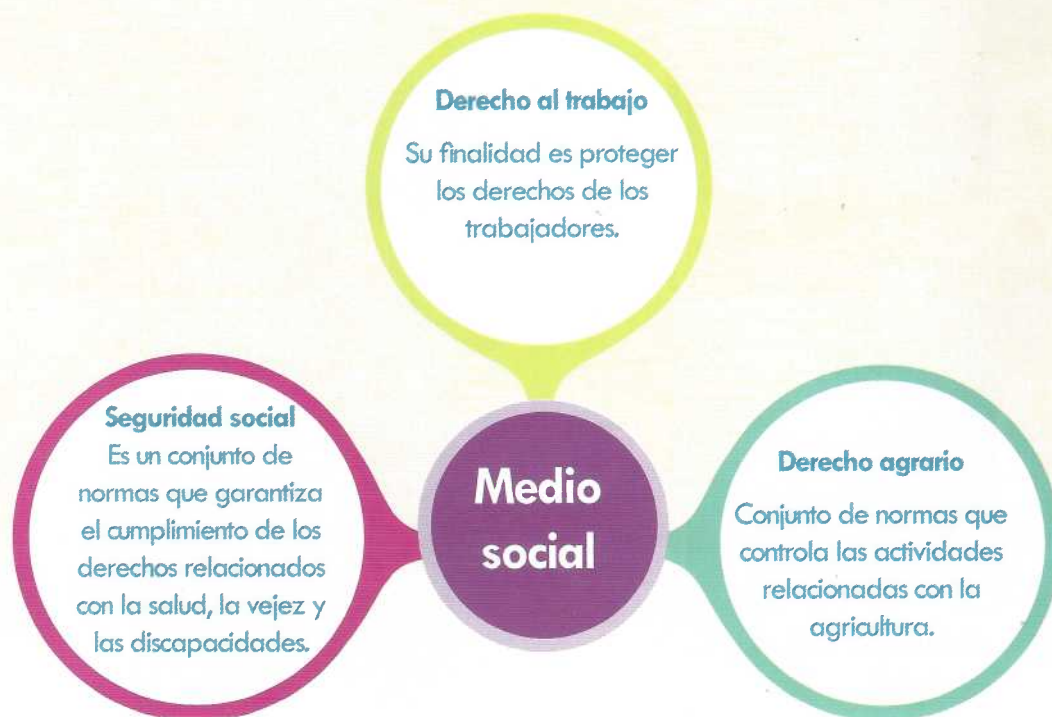 Derecho al trabajo
Su finalidad es proteger
los derechos de los
trabajadores.
Seguridad social
Es un conjunto de
normas que garantiza
el cumplimiento de los
derechos relacionados
con la salud, la vejez y
las discapacidades.
Medio
social
Derecho agrario
Conjunto de normas que
controla las actividades
relacionadas con la
agricultura.